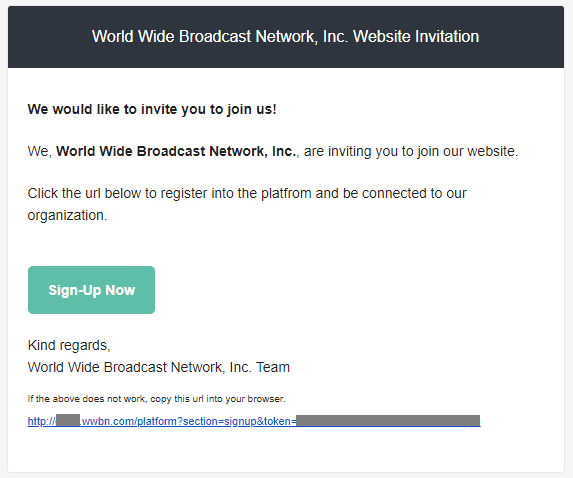 World Wide Broadcast Network, Inc. Website Invitation
We would like to invite you to join us!
We, World Wide Broadcast Network, Inc., are inviting you to join our website.
Click the url below to register into the platfrom and be connected to our
organization.
Sign-Up Now
Kind regards,
World Wide Broadcast Network, Inc. Team
If the above does not work, copy this url into your browser.
http:// .wwbn.com/platform?section=signup&token=